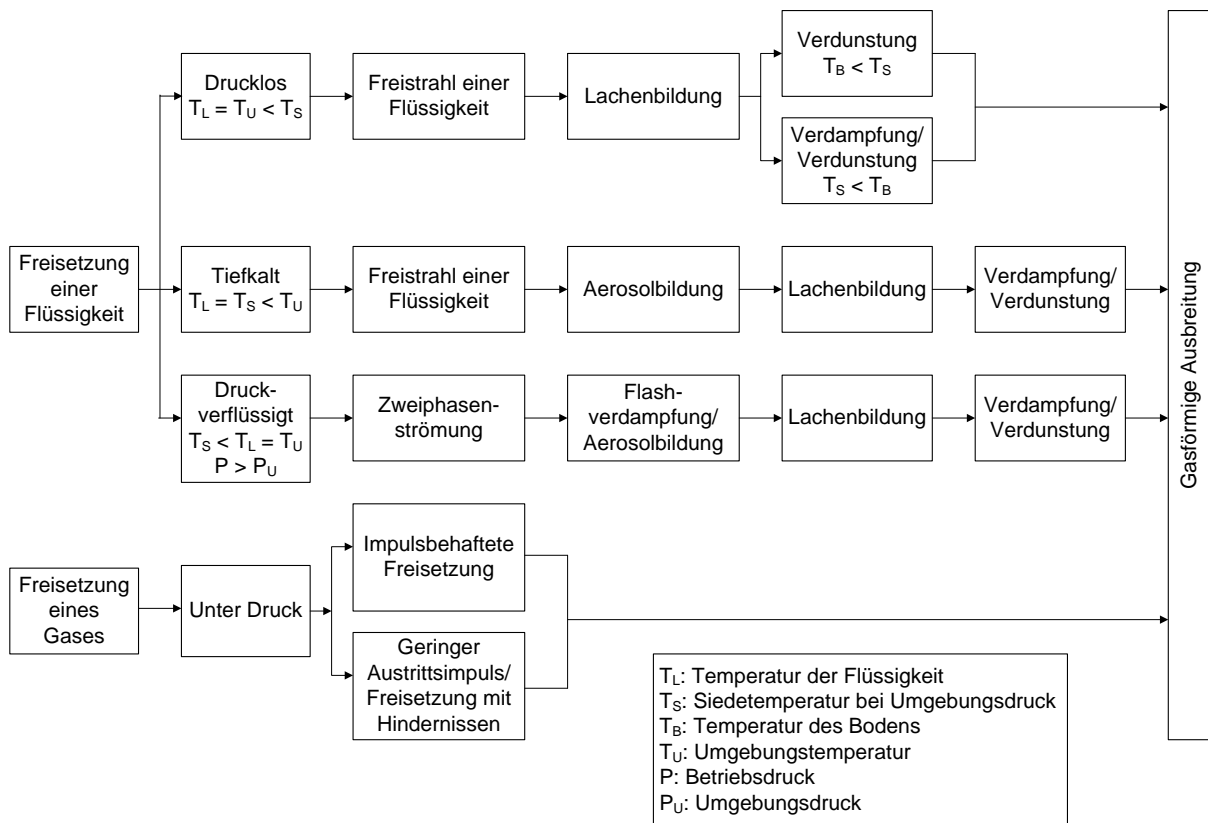 Drucklos
T_L = T_U < T_S
Freistrahl einer
Flüssigkeit
Lachenbildung
Verdunstung
T_B < T_S
Verdampfung/
Verdunstung
T_S < T_B
Freisetzung
einer
Flüssigkeit
Tiefkalt
T_L = T_S < T_U
Freistrahl einer
Flüssigkeit
Aerosolbildung
Lachenbildung
Verdampfung/
Verdunstung
Druck-
verflüssigt
T_S < T_L = T_U
P > P_U
Zweiphasen-
strömung
Flash-
verdampfung/
Aerosolbildung
Lachenbildung
Verdampfung/
Verdunstung
Gasförmige Ausbreitung
Freisetzung
eines
Gases
Unter Druck
Impulsbehaftete
Freisetzung
Geringer
Austrittsimpuls/
Freisetzung mit
Hindernissen
T_L: Temperatur der Flüssigkeit
T_S: Siedetemperatur bei Umgebungsdruck
T_B: Temperatur des Bodens
T_U: Umgebungstemperatur
P: Betriebsdruck
P_U: Umgebungsdruck